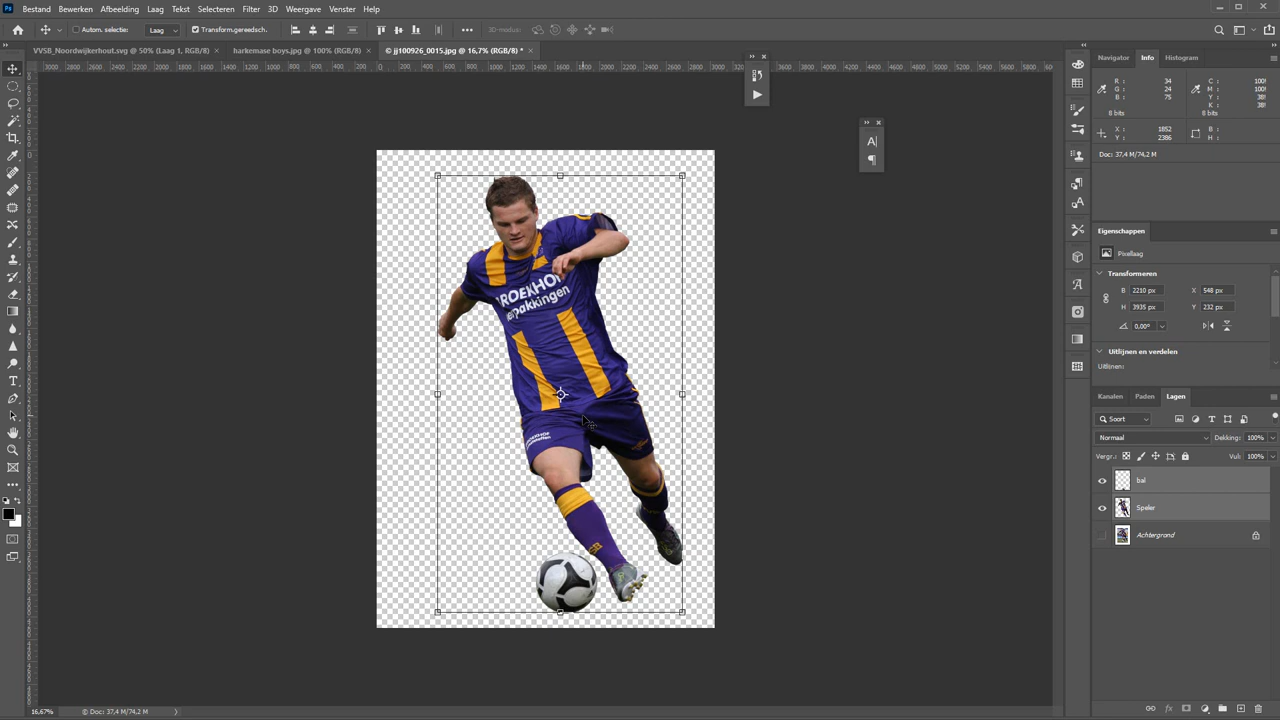 Ps
Bestand Bewerken Afbeelding Laag Tekst Selecteren Filter 3D Weergave Venster Help
Autom. selectie: Laag Transform.gereedsch. 3D-modus:
VVSB_Noordwijkerhout.svg @ 50% (Laag 1, RGB/8) × harkemase boys.jpg @ 100% (RGB/8) × © jj100926_0015.jpg @ 16,7% (RGB/8) * ×
Navigator Info Histogram
R : 34 C : 100!
G : 24 M : 100!
B : 75 Y : 38!
K : 38!
8 bits 8 bits
X : 1852 B :
Y : 2386 H :
Doc: 37,4 M/74,2 M
Eigenschappen
Pixellaag
Transformeren
B 2210 px X 548 px
H 3935 px Y 232 px
0,00°
Uitlijnen en verdelen
Uitlijnen:
Kanalen Paden Lagen
Soort
Normaal Dekking: 100%
Vergr.: Vul: 100%
bal
Speler
Achtergrond
ROEKHOF
pakkingen
16,67% © Doc: 37,4 M/74,2 M